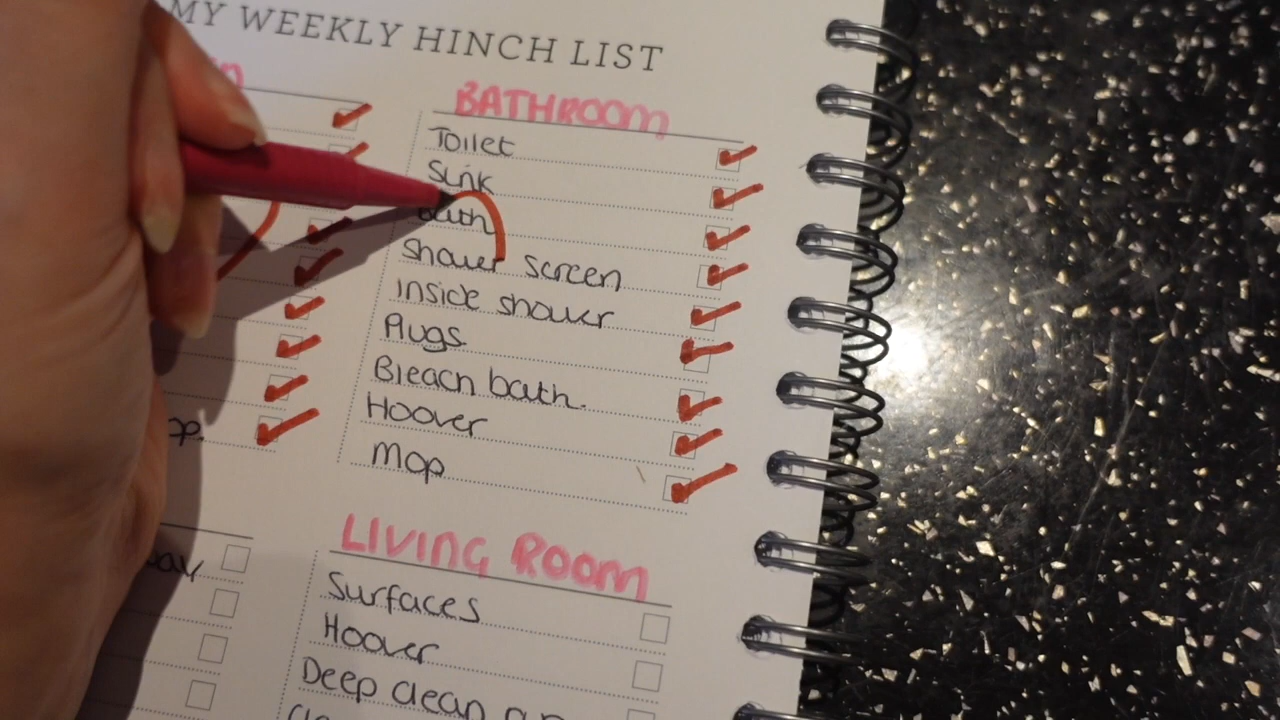 MY WEEKLY HINCH LIST
BATHROOM
Toilet
Sink
Bath
Shower screen
Inside shower
Plugs
Bleach bath.
Hoover
Mop
LIVING ROOM
Surfaces
Hoover
Deep clean